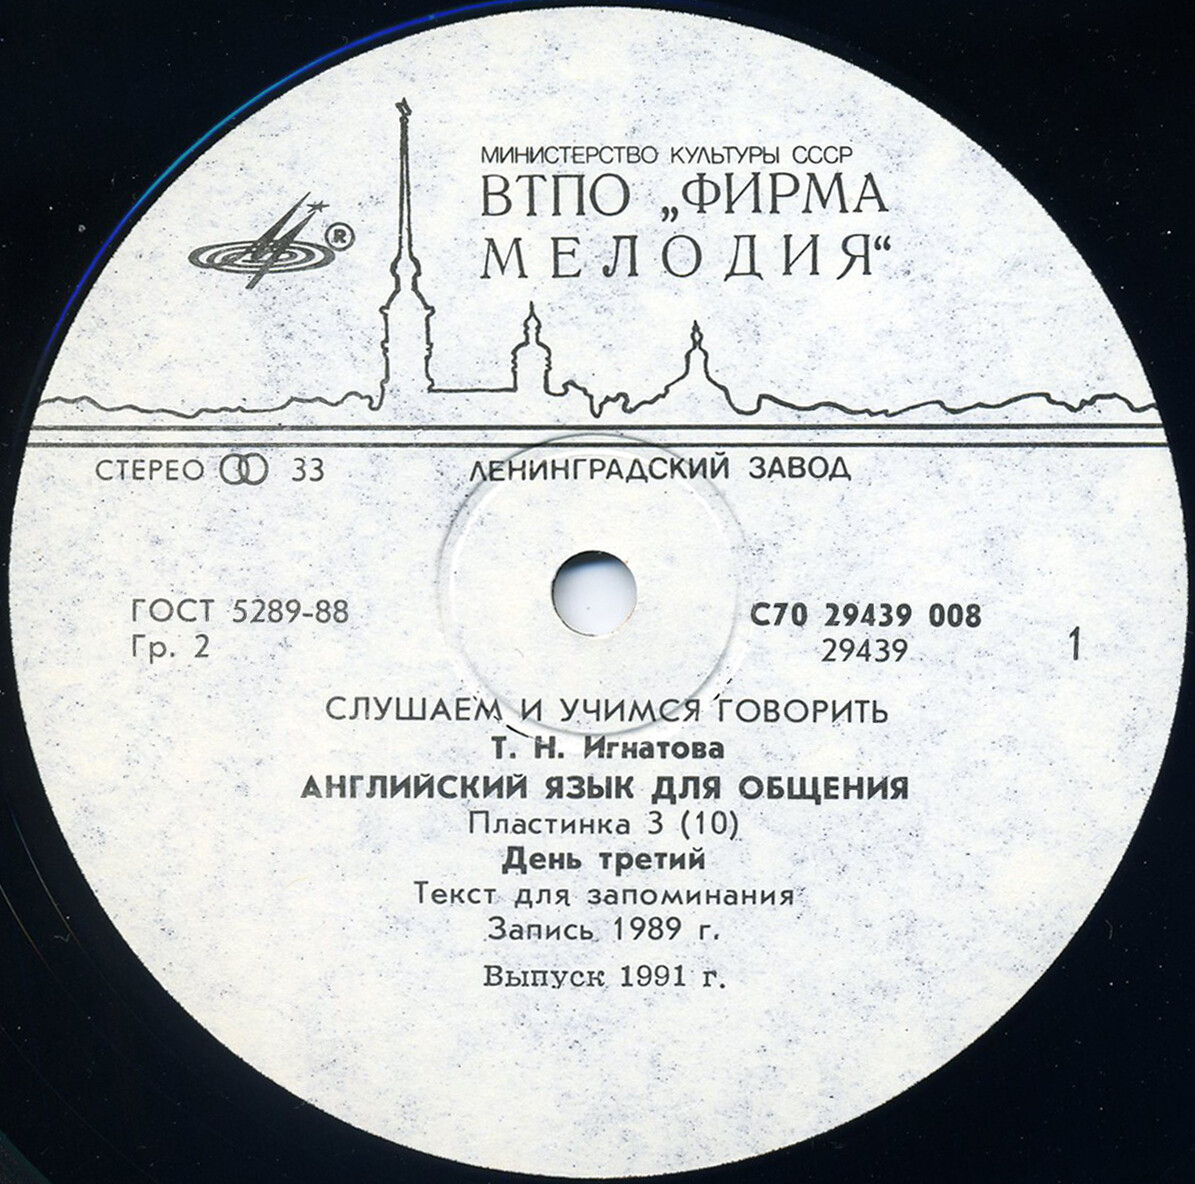 МИНИСТЕРСТВО КУЛЬТУРЫ СССР
ВТПО „ФИРМА
МЕЛОДИЯ“
®
СТЕРЕО 33
ЛЕНИНГРАДСКИЙ ЗАВОД
ГОСТ 5289-88
Гр. 2
С70 29439 008
29439
1
СЛУШАЕМ И УЧИМСЯ ГОВОРИТЬ
Т. Н. Игнатова
АНГЛИЙСКИЙ ЯЗЫК ДЛЯ ОБЩЕНИЯ
Пластинка 3 (10)
День третий
Текст для запоминания
Запись 1989 г.
Выпуск 1991 г.